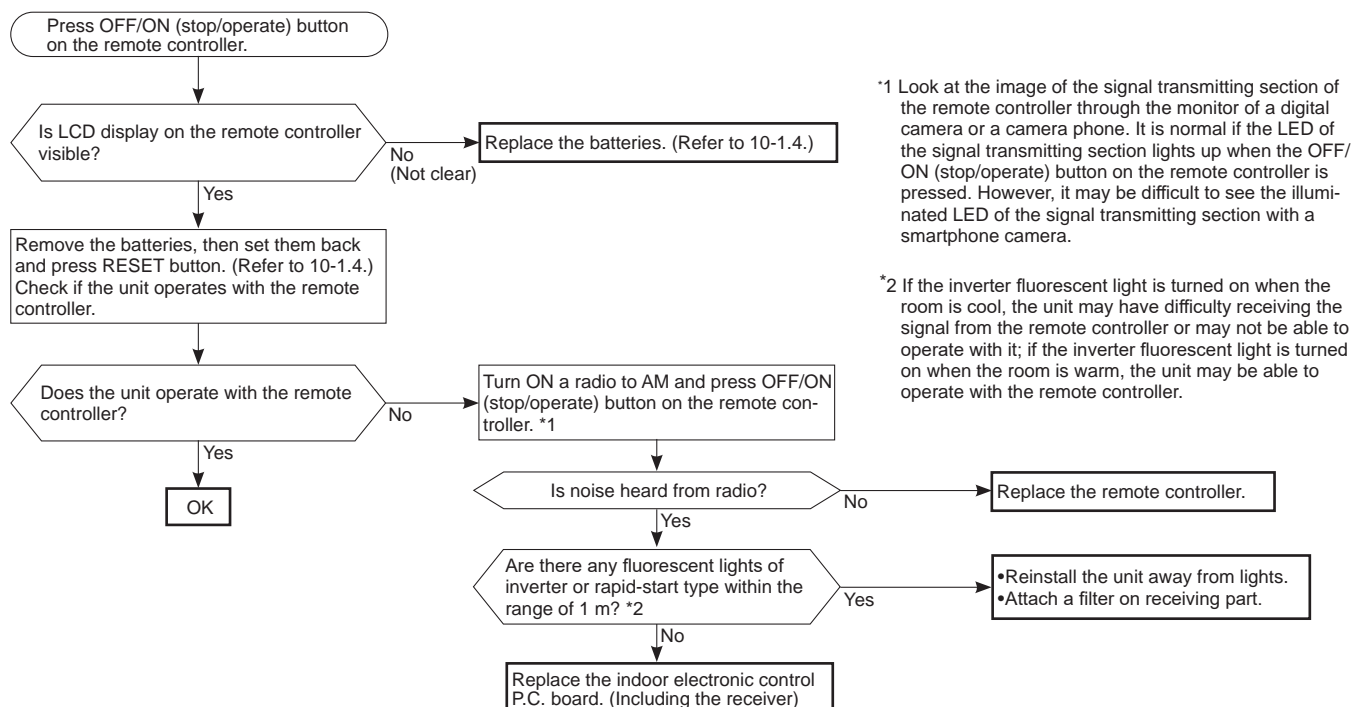 Press OFF/ON (stop/operate) button
on the remote controller.
Is LCD display on the remote controller
visible?
No
(Not clear)
Replace the batteries. (Refer to 10-1.4.)
Yes
Remove the batteries, then set them back
and press RESET button. (Refer to 10-1.4.)
Check if the unit operates with the remote
controller.
Does the unit operate with the remote
controller?
No
Yes
OK
Turn ON a radio to AM and press OFF/ON
(stop/operate) button on the remote con-
troller. *1
Is noise heard from radio?
No
Replace the remote controller.
Yes
Are there any fluorescent lights of
inverter or rapid-start type within the
range of 1 m? *2
Yes
•Reinstall the unit away from lights.
•Attach a filter on receiving part.
No
Replace the indoor electronic control
P.C. board. (Including the receiver)
*1 Look at the image of the signal transmitting section of
the remote controller through the monitor of a digital
camera or a camera phone. It is normal if the LED of
the signal transmitting section lights up when the OFF/
ON (stop/operate) button on the remote controller is
pressed. However, it may be difficult to see the illumi-
nated LED of the signal transmitting section with a
smartphone camera.
*2 If the inverter fluorescent light is turned on when the
room is cool, the unit may have difficulty receiving the
signal from the remote controller or may not be able to
operate with it; if the inverter fluorescent light is turned
on when the room is warm, the unit may be able to
operate with the remote controller.